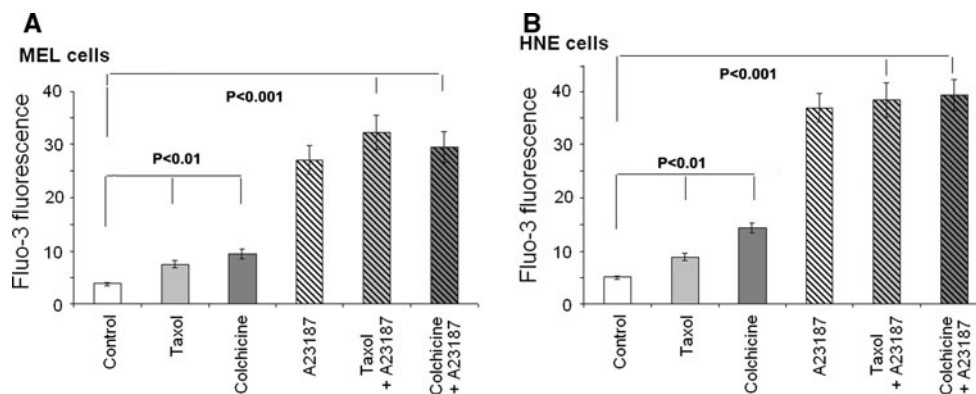 A
MEL cells
P<0.001
P<0.01
Fluo-3 fluorescence
40
30
20
10
0
Control
Taxol
Colchicine
A23187
Taxol
+ A23187
Colchicine
+ A23187
B
HNE cells
P<0.001
P<0.01
Fluo-3 fluorescence
40
30
20
10
0
Control
Taxol
Colchicine
A23187
Taxol
+ A23187
Colchicine
+ A23187